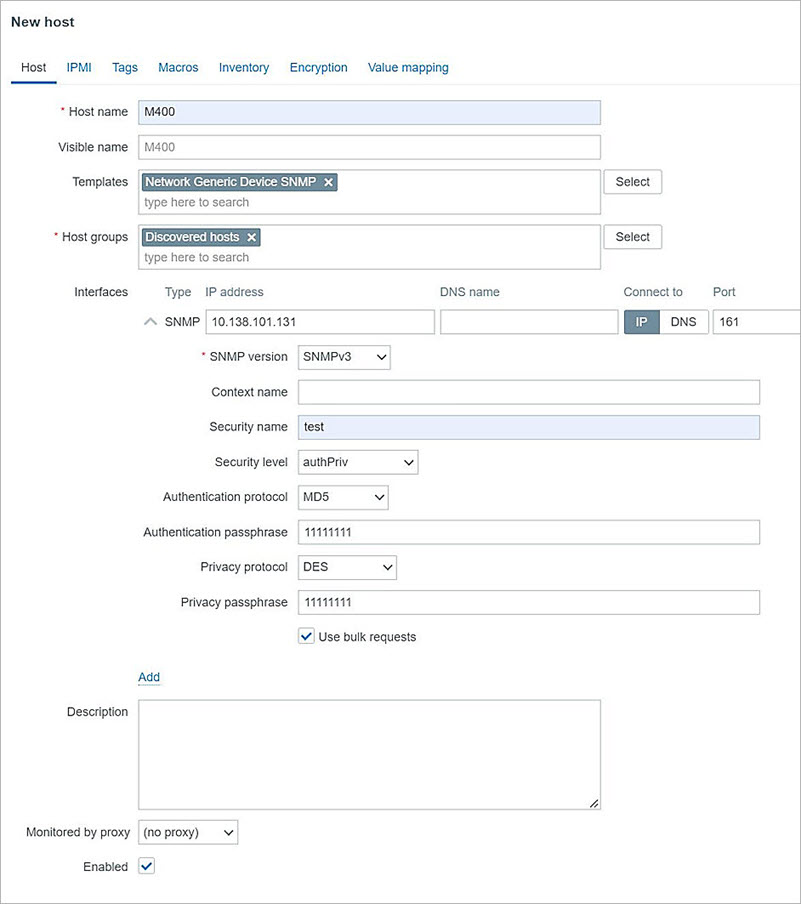 New host
Host IPMI Tags Macros Inventory Encryption Value mapping
* Host name M400
Visible name M400
Templates Network Generic Device SNMP × Select
type here to search
* Host groups Discovered hosts × Select
type here to search
Interfaces Type IP address DNS name Connect to Port
SNMP 10.138.101.131 IP DNS 161
* SNMP version SNMPv3
Context name
Security name test
Security level authPriv
Authentication protocol MD5
Authentication passphrase 11111111
Privacy protocol DES
Privacy passphrase 11111111
Use bulk requests
Add
Description
Monitored by proxy (no proxy)
Enabled